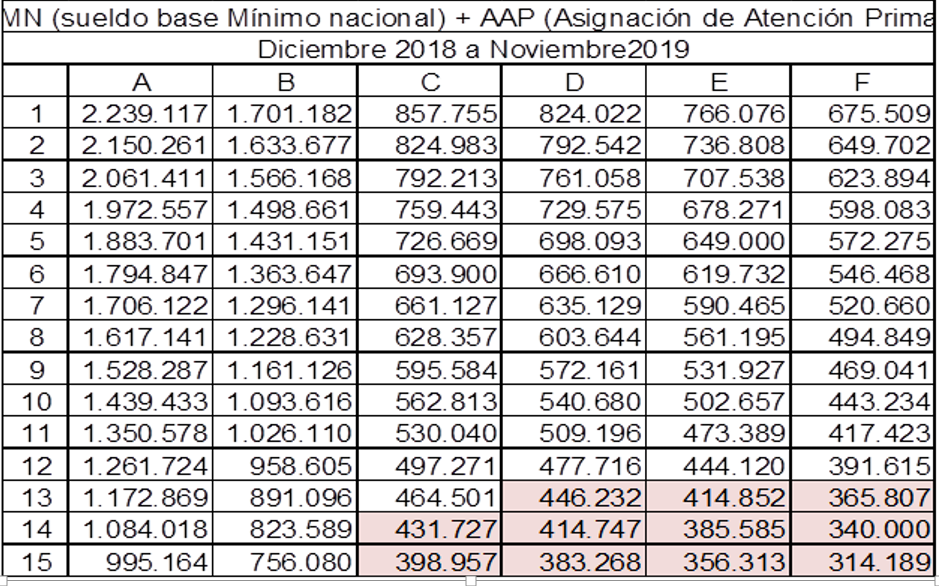 MN (sueldo base Mínimo nacional) + AAP (Asignación de Atención Prima
Diciembre 2018 a Noviembre2019
A B C D E F
1 2.239.117 1.701.182 857.755 824.022 766.076 675.509
2 2.150.261 1.633.677 824.983 792.542 736.808 649.702
3 2.061.411 1.566.168 792.213 761.058 707.538 623.894
4 1.972.557 1.498.661 759.443 729.575 678.271 598.083
5 1.883.701 1.431.151 726.669 698.093 649.000 572.275
6 1.794.847 1.363.647 693.900 666.610 619.732 546.468
7 1.706.122 1.296.141 661.127 635.129 590.465 520.660
8 1.617.141 1.228.631 628.357 603.644 561.195 494.849
9 1.528.287 1.161.126 595.584 572.161 531.927 469.041
10 1.439.433 1.093.616 562.813 540.680 502.657 443.234
11 1.350.578 1.026.110 530.040 509.196 473.389 417.423
12 1.261.724 958.605 497.271 477.716 444.120 391.615
13 1.172.869 891.096 464.501 446.232 414.852 365.807
14 1.084.018 823.589 431.727 414.747 385.585 340.000
15 995.164 756.080 398.957 383.268 356.313 314.189